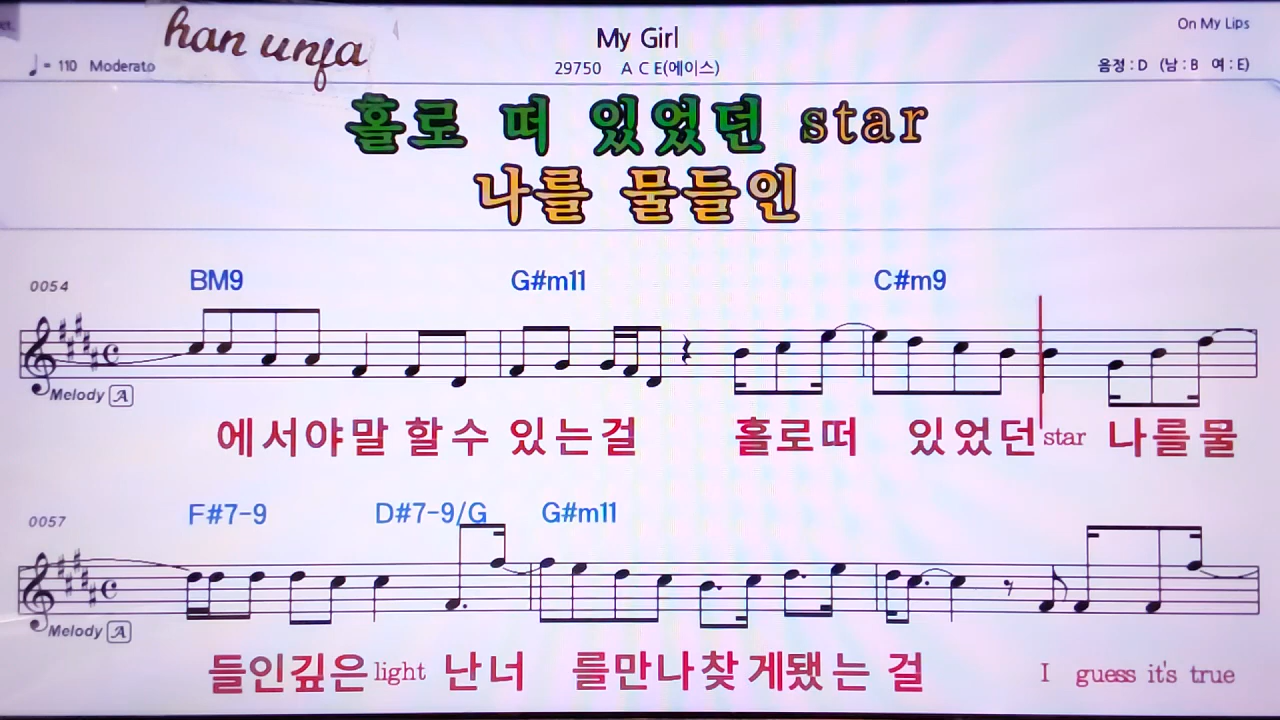 ct.
han unfa
My Girl
On My Lips
♩= 110 Moderato
29750 A C E(에이스)
음정 : D (남 : B 여 : E)
홀로 떠 있었던 star
나를 물들인
BM9 G#m11 C#m9
0054
Melody A
에서야말 할수 있는걸 홀로떠 있었던 star 나를물
F#7-9 D#7-9/G G#m11
0057
Melody A
들인깊은 light 난너 를만나찾게됐는 걸 I guess it's true